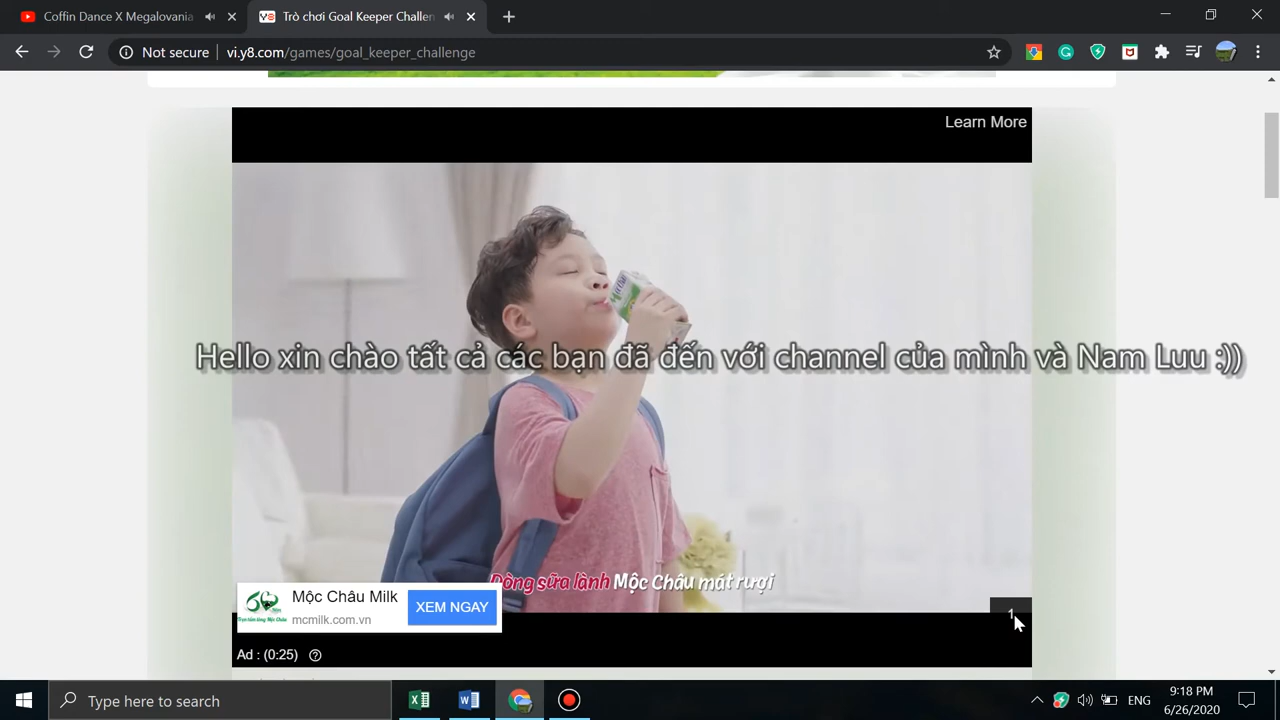 Coffin Dance X Megalovania
Trò chơi Goal Keeper Challen
Not secure
vi.y8.com/games/goal_keeper_challenge
Learn More
Hello xin chào tất cả các bạn đã đến với channel của mình và Nam Luu :))
Dòng sữa lành Mộc Châu mát rượi
Mộc Châu Milk
mcmilk.com.vn
XEM NGAY
1
Ad : (0:25)
Type here to search
ENG
9:18 PM
6/26/2020